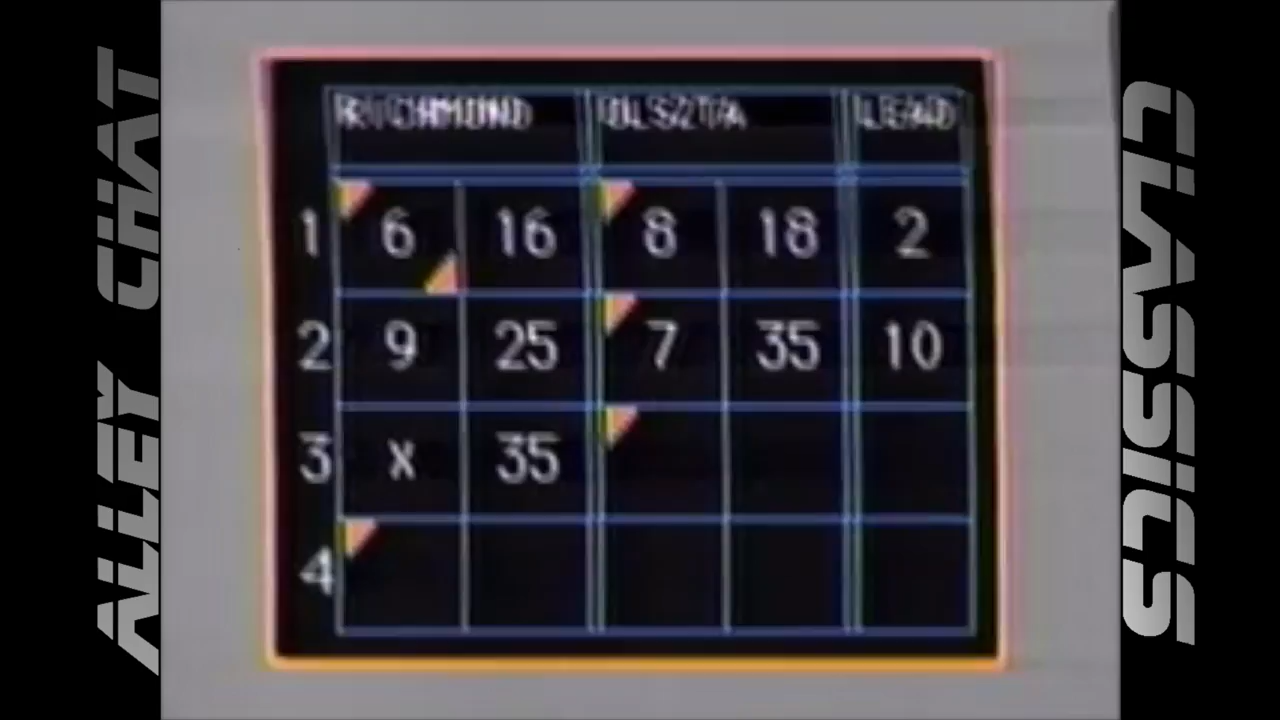 ALLEY CHAT
RICHMOND OLSZTA LEAD
1 6 16 8 18 2
2 9 25 7 35 10
3 X 35
4
CLASSICS